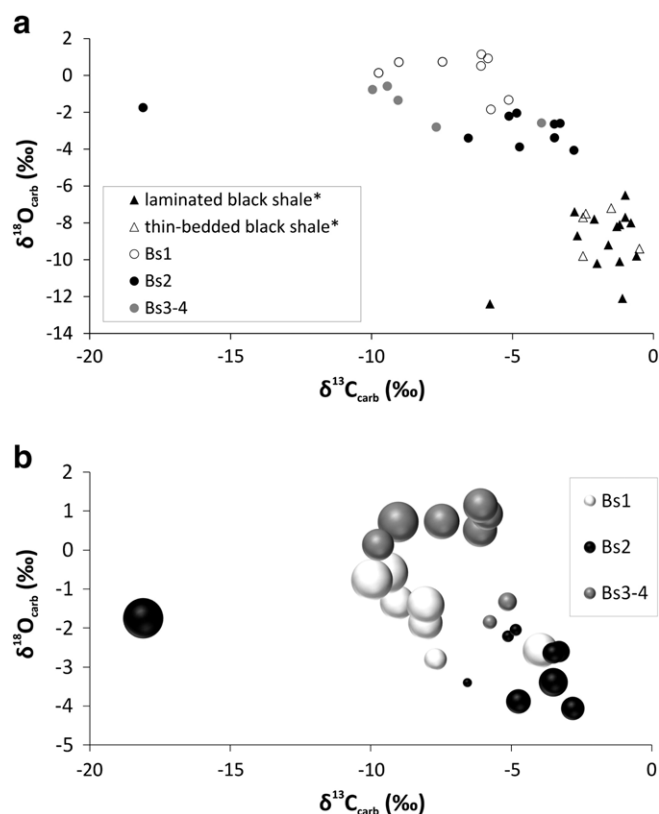 a
2
0
-2
-4
-6
-8
-10
-12
-14
δ18Ocarb (‰)
laminated black shale*
thin-bedded black shale*
Bs1
Bs2
Bs3-4
-20 -15 -10 -5 0
δ13Ccarb (‰)
b
2
1
0
-1
-2
-3
-4
-5
δ18Ocarb (‰)
Bs1
Bs2
Bs3-4
-20 -15 -10 -5 0
δ13Ccarb (‰)